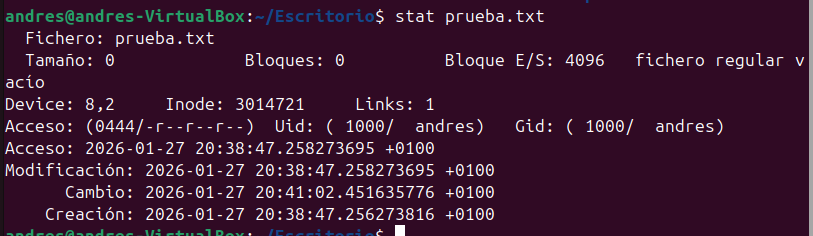 andres@andres-VirtualBox:~/Escritorio$ stat prueba.txt
  Fichero: prueba.txt
  Tamaño: 0             Bloques: 0          Bloque E/S: 4096   fichero regular v
acío
Device: 8,2     Inode: 3014721     Links: 1
Acceso: (0444/-r--r--r--)  Uid: ( 1000/  andres)   Gid: ( 1000/  andres)
Acceso: 2026-01-27 20:38:47.258273695 +0100
Modificación: 2026-01-27 20:38:47.258273695 +0100
      Cambio: 2026-01-27 20:41:02.451635776 +0100
    Creación: 2026-01-27 20:38:47.256273816 +0100
andres@andres-VirtualBox:~/Escritorio$